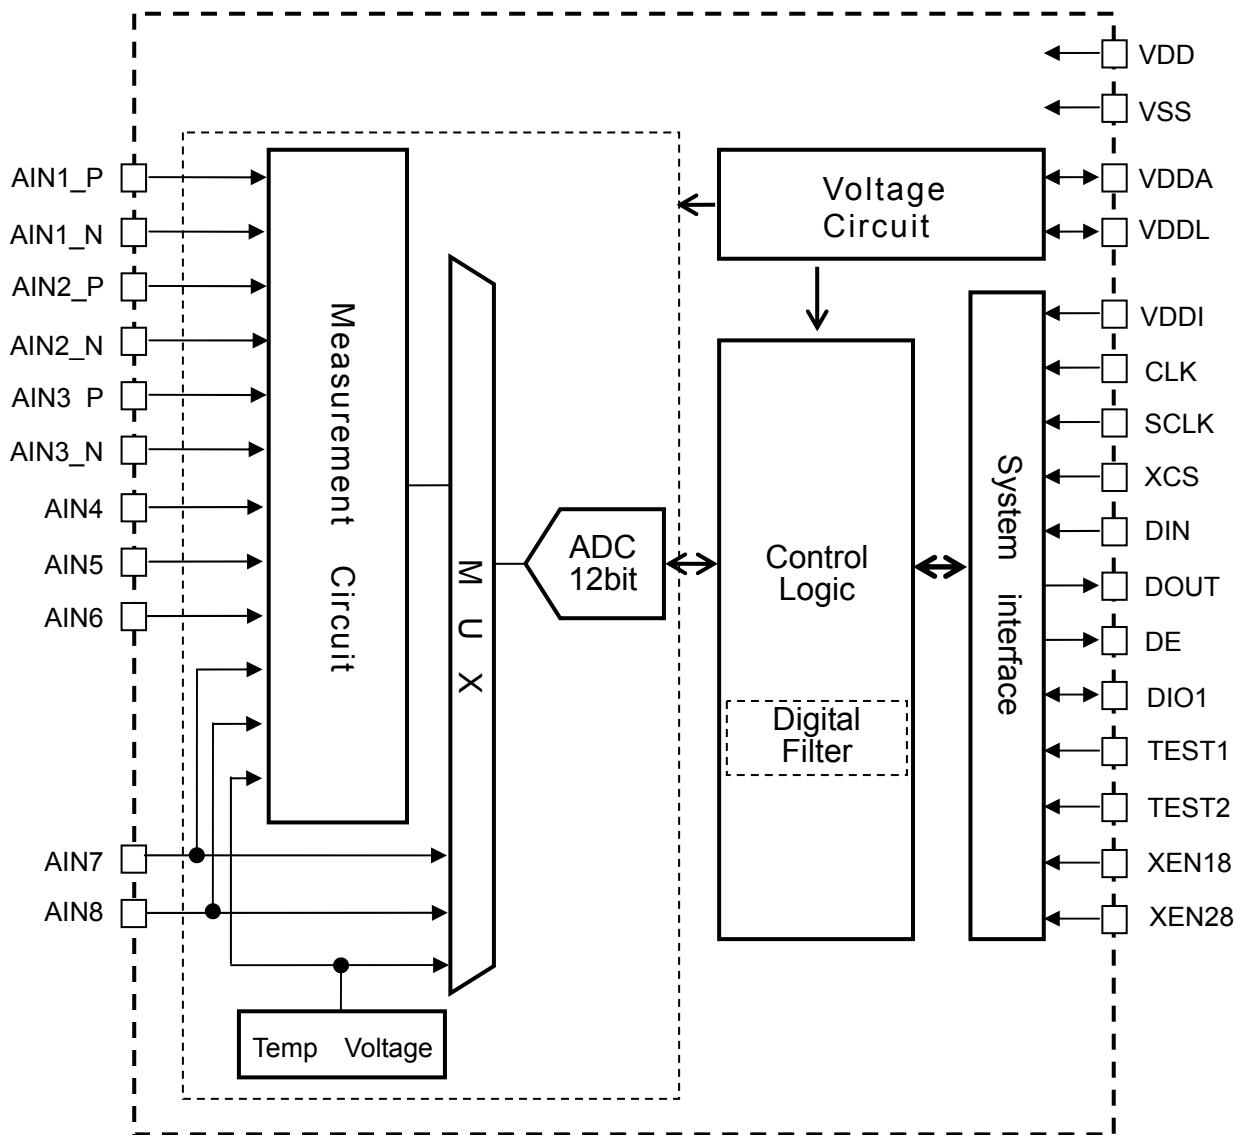 VDD
VSS
AIN1_P
AIN1_N
AIN2_P
AIN2_N
AIN3 P
AIN3_N
AIN4
AIN5
AIN6
AIN7
AIN8
Measurement Circuit
MUX
Temp Voltage
ADC
12bit
Voltage
Circuit
Control
Logic
Digital
Filter
System interface
VDDA
VDDL
VDDI
CLK
SCLK
XCS
DIN
DOUT
DE
DIO1
TEST1
TEST2
XEN18
XEN28